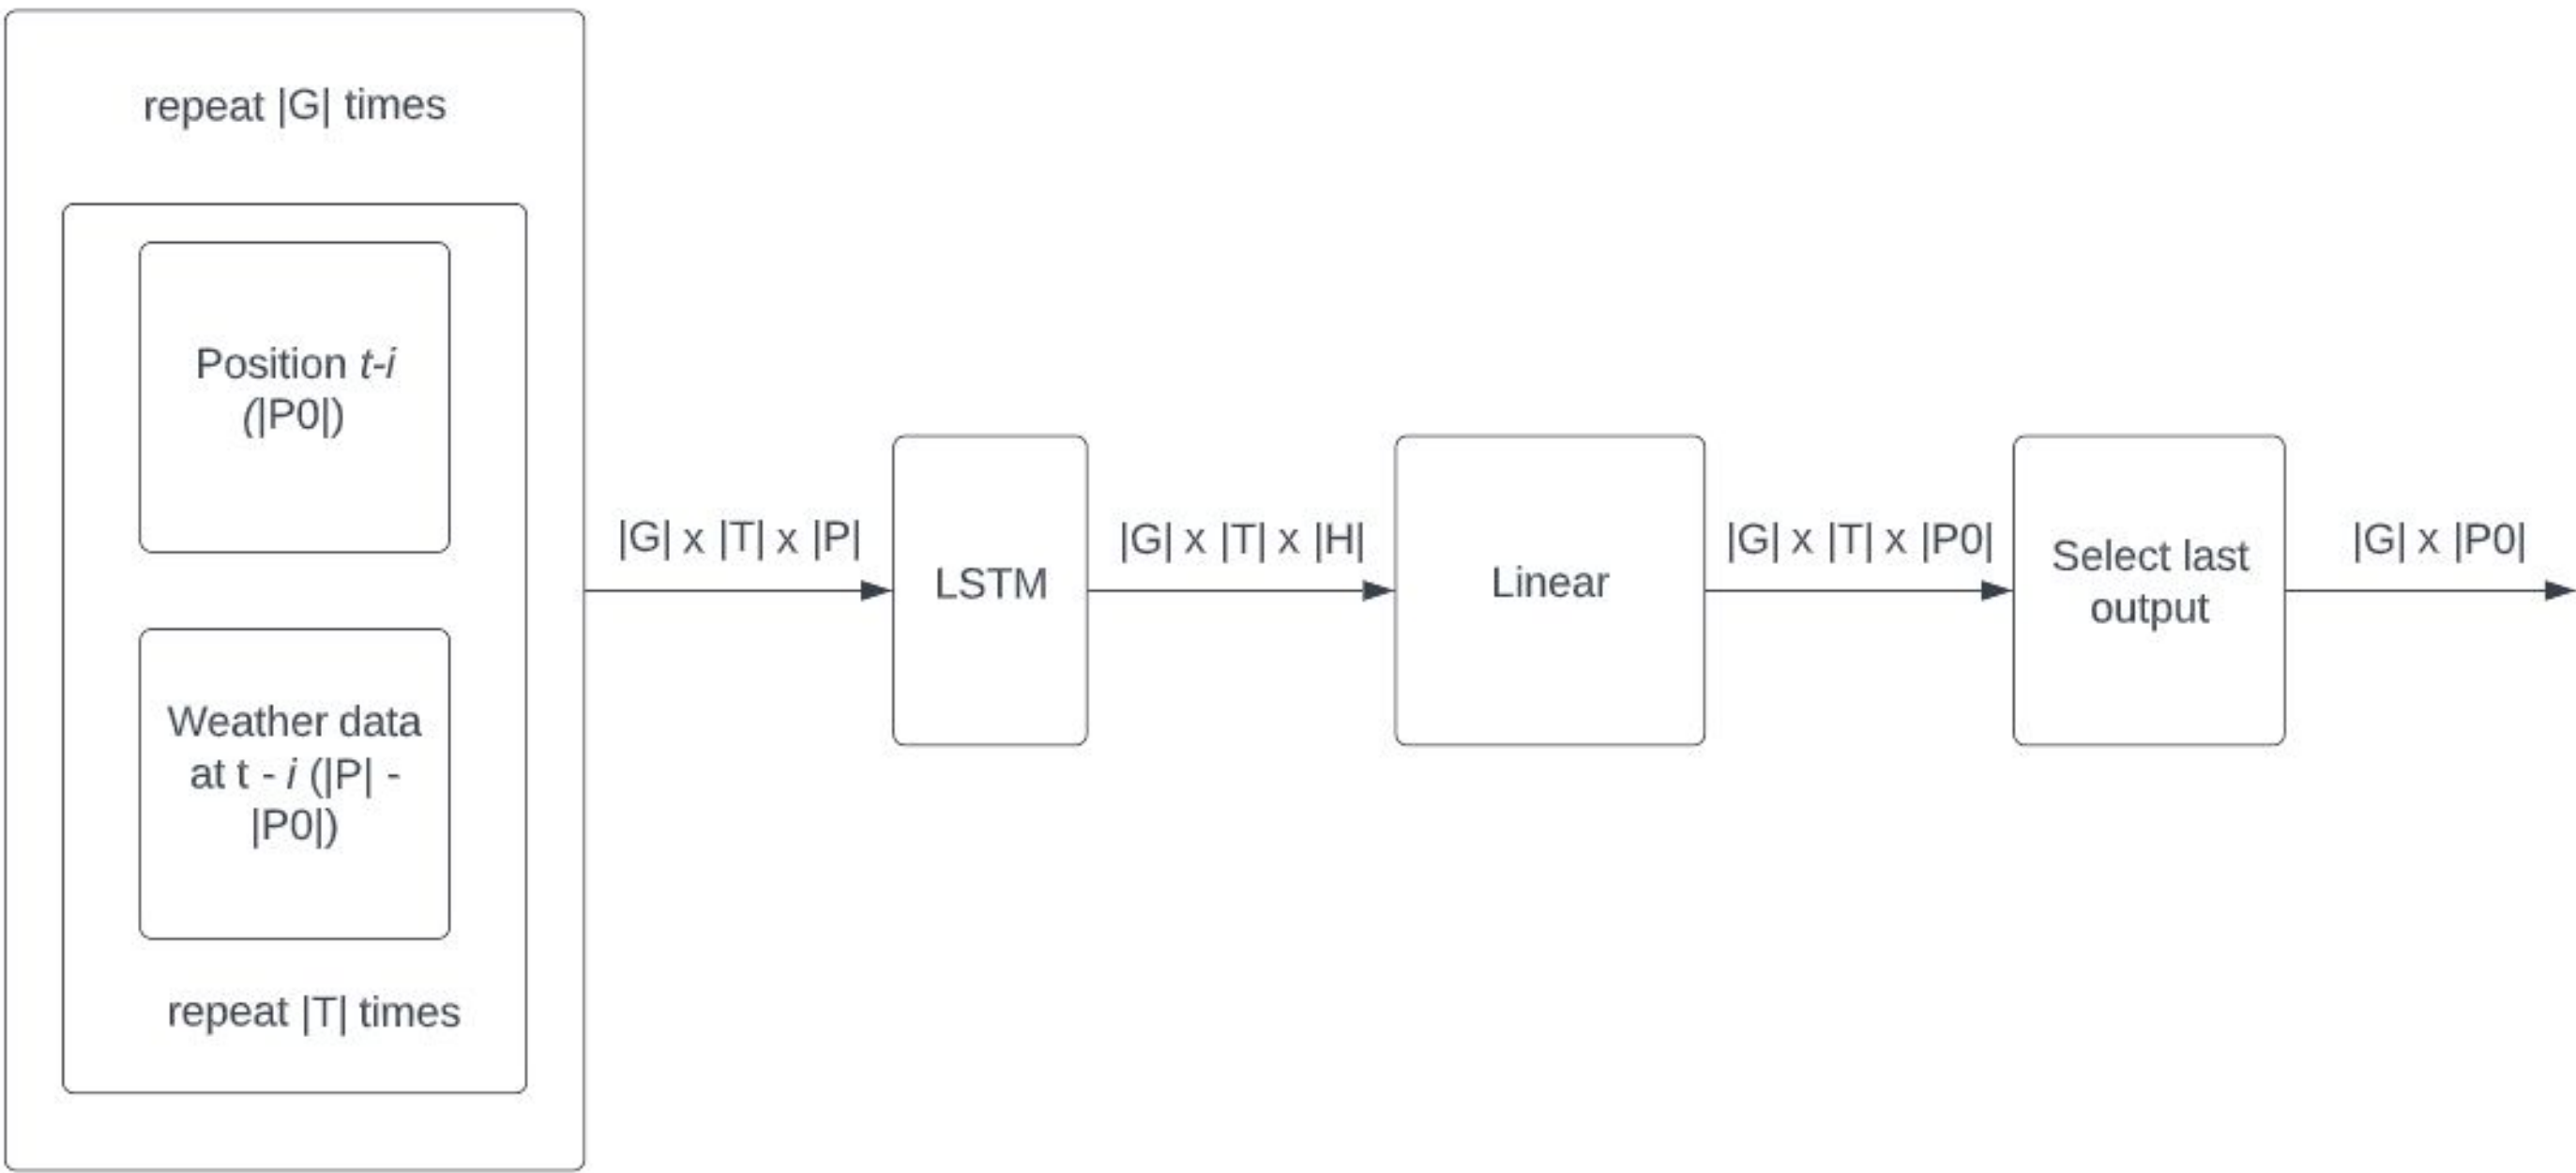 repeat |G| times
Position t-i
(|P0|)
Weather data
at t - i (|P| -
|P0|)
repeat |T| times
|G| x |T| x |P|
LSTM
|G| x |T| x |H|
Linear
|G| x |T| x |P0|
Select last
output
|G| x |P0|